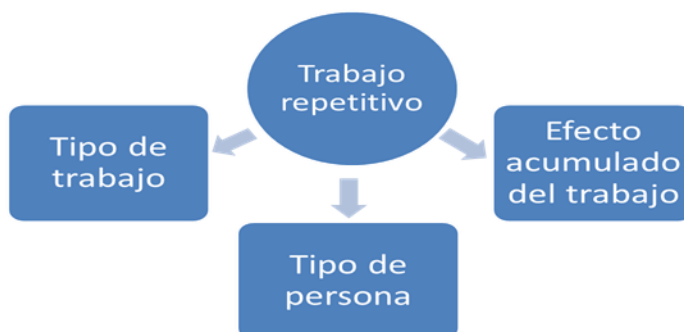 Trabajo
repetitivo
Tipo de
trabajo
Efecto
acumulado
del trabajo
Tipo de
persona